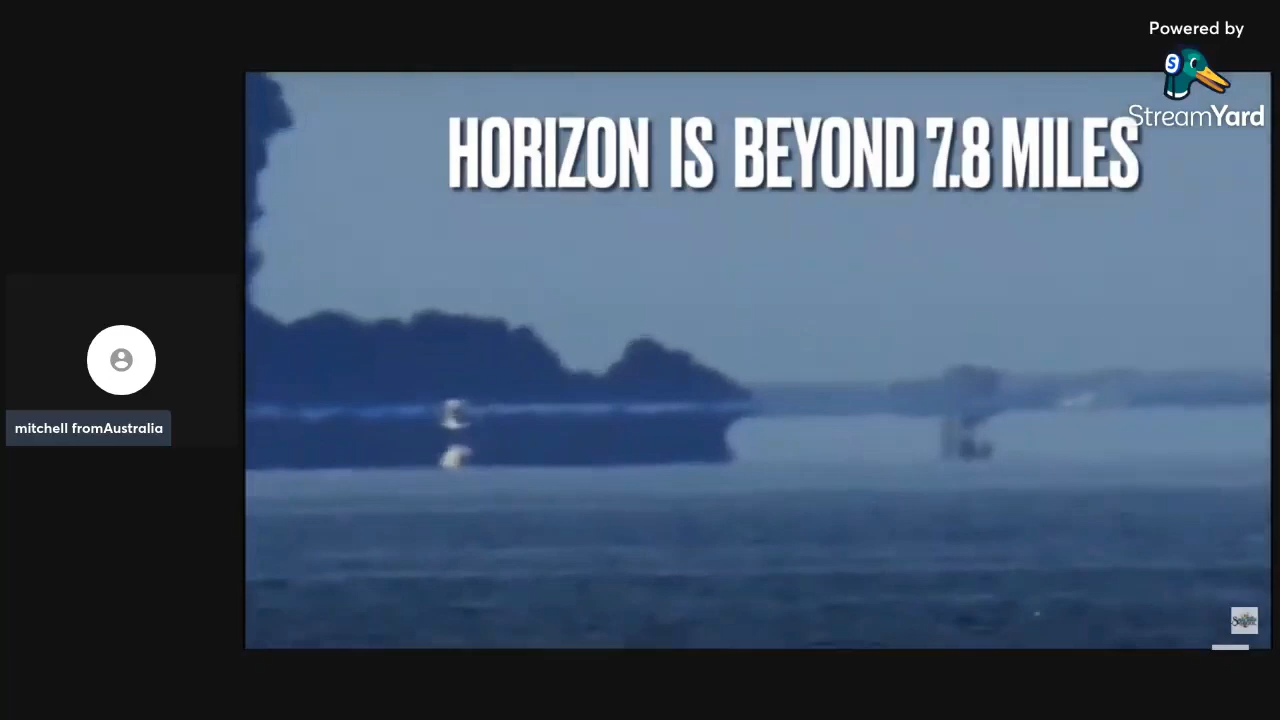 Powered by
StreamYard
HORIZON IS BEYOND 7.8 MILES
mitchell fromAustralia